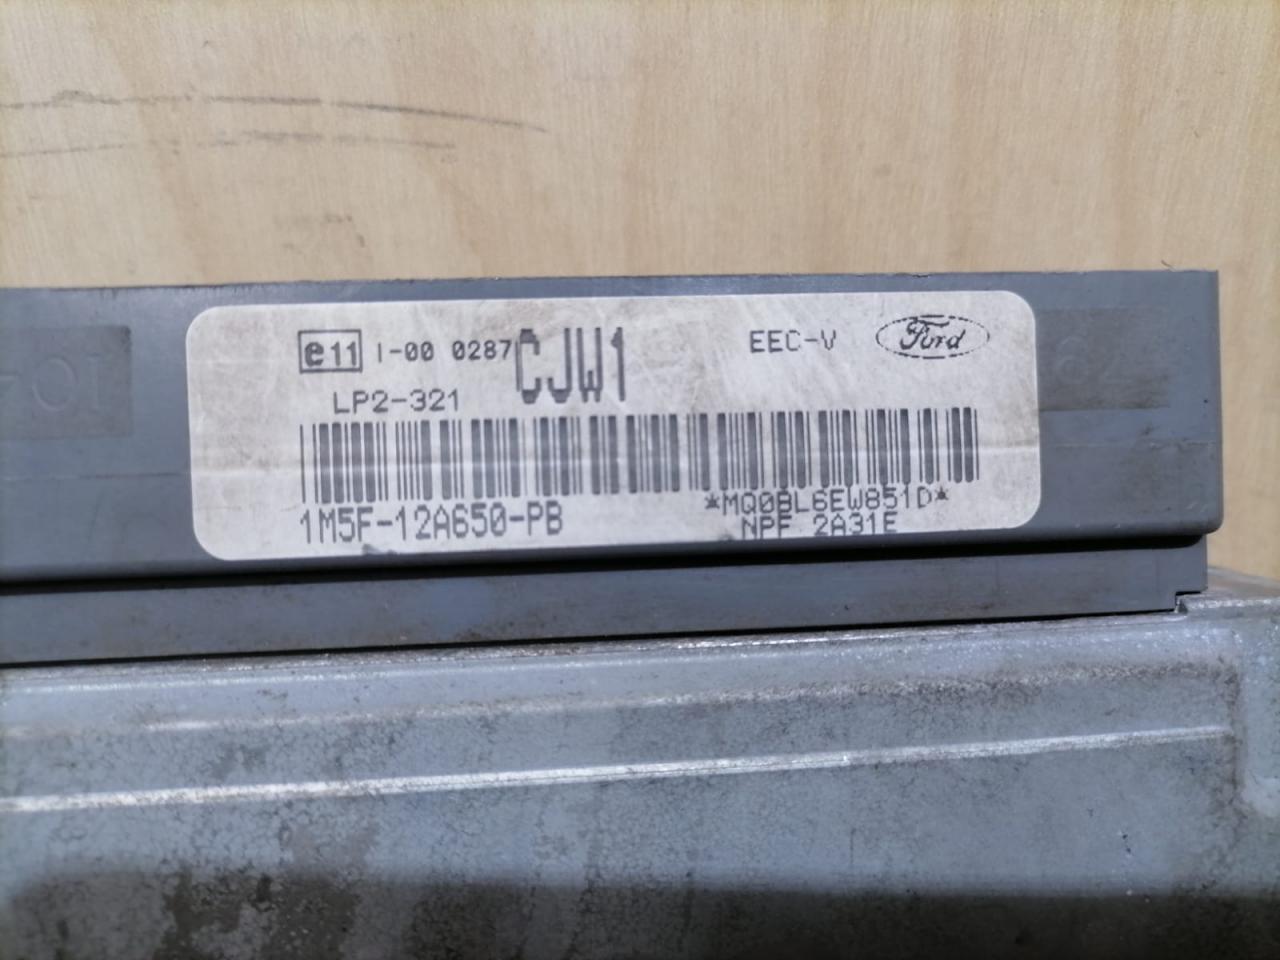 e11 I-00 0287 CJW1 EEC-V Ford
LP2-321
*MQ0BL6EW851D*
1M5F-12A650-PB
NPF 2A31E